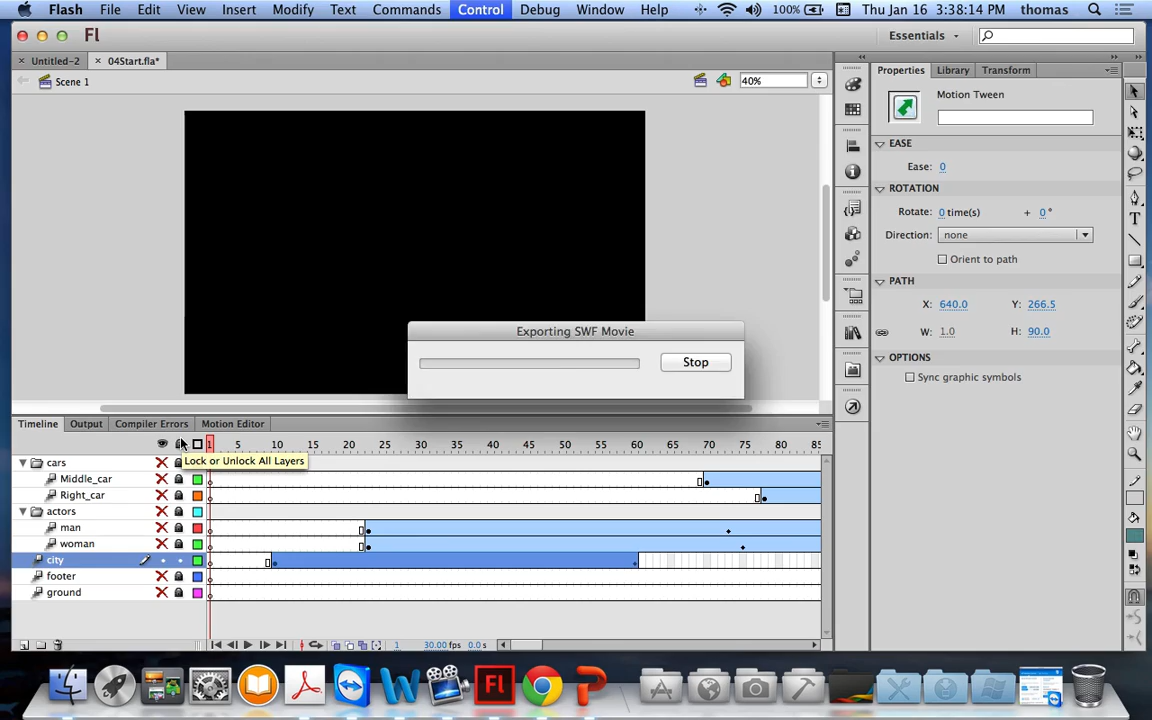 Flash File Edit View Insert Modify Text Commands Control Debug Window Help 100% Thu Jan 16 3:38:14 PM thomas
Fl Essentials
Untitled-2 04Start.fla*
Scene 1 40%
Properties Library Transform
Motion Tween
EASE
Ease: 0
ROTATION
Rotate: 0 time(s) + 0°
Direction: none
Orient to path
PATH
X: 640.0 Y: 266.5
W: 1.0 H: 90.0
OPTIONS
Sync graphic symbols
Exporting SWF Movie
Stop
Timeline Output Compiler Errors Motion Editor
1 5 10 15 20 25 30 35 40 45 50 55 60 65 70 75 80 85
Lock or Unlock All Layers
cars
Middle_car
Right_car
actors
man
woman
city
footer
ground
1 30.00 fps 0.0 s
Fl